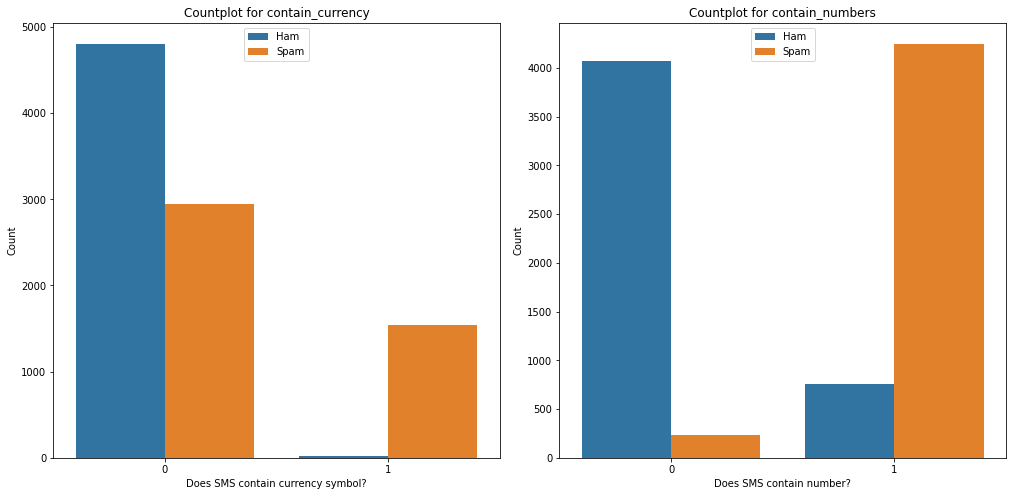 Countplot for contain_currency
Ham
Spam
Count
5000
4000
3000
2000
1000
0
0
1
Does SMS contain currency symbol?
Countplot for contain_numbers
Ham
Spam
Count
4000
3500
3000
2500
2000
1500
1000
500
0
0
1
Does SMS contain number?